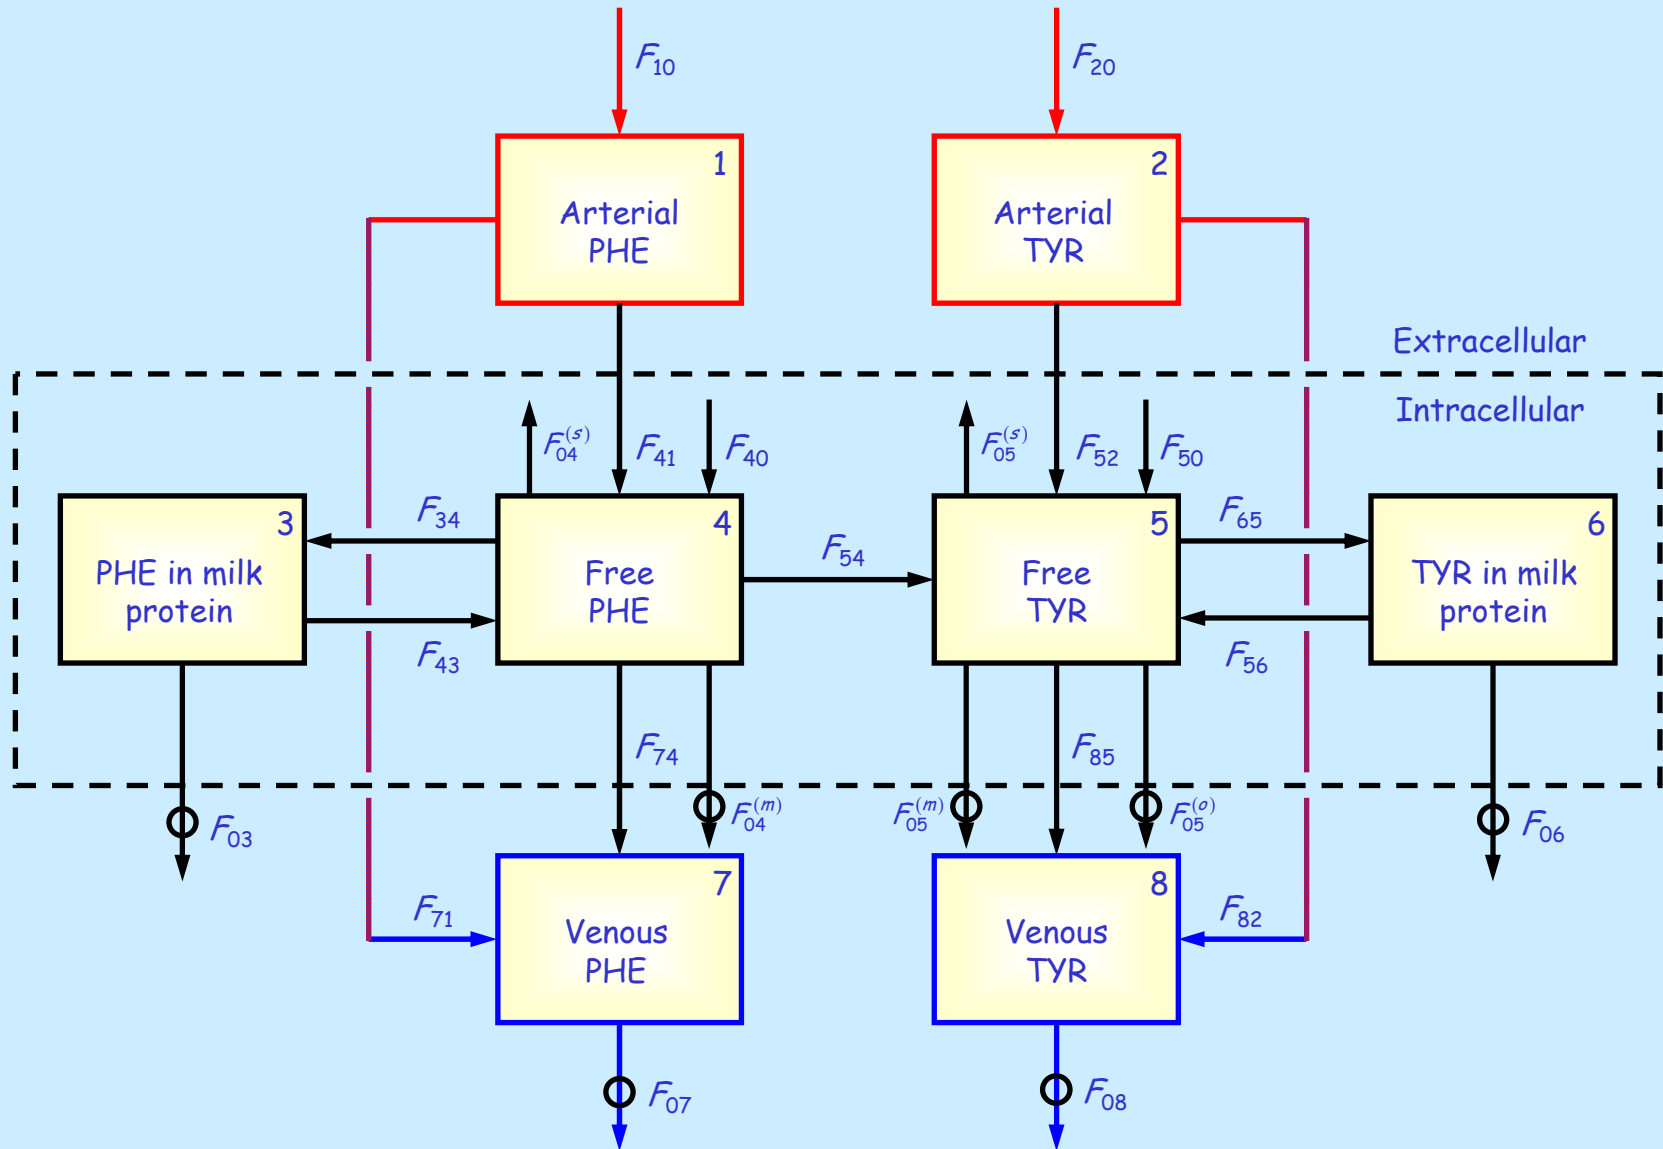 F10
F20
1
Arterial
PHE
2
Arterial
TYR
Extracellular
Intracellular
F04(s)
F41
F40
F05(s)
F52
F50
3
PHE in milk
protein
F34
F43
4
Free
PHE
F54
5
Free
TYR
F65
F56
6
TYR in milk
protein
F74
F85
F03
F04(m)
F05(m)
F05(o)
F06
7
Venous
PHE
F71
8
Venous
TYR
F82
F07
F08